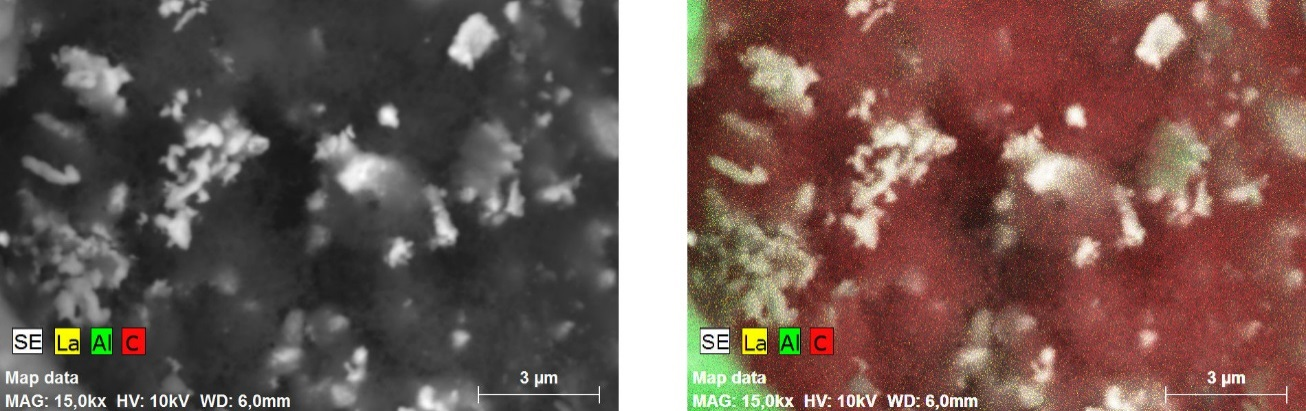 SE La Al C
Map data
3 µm
MAG: 15,0kx HV: 10kV WD: 6,0mm
SE La Al C
Map data
3 µm
MAG: 15,0kx HV: 10kV WD: 6,0mm